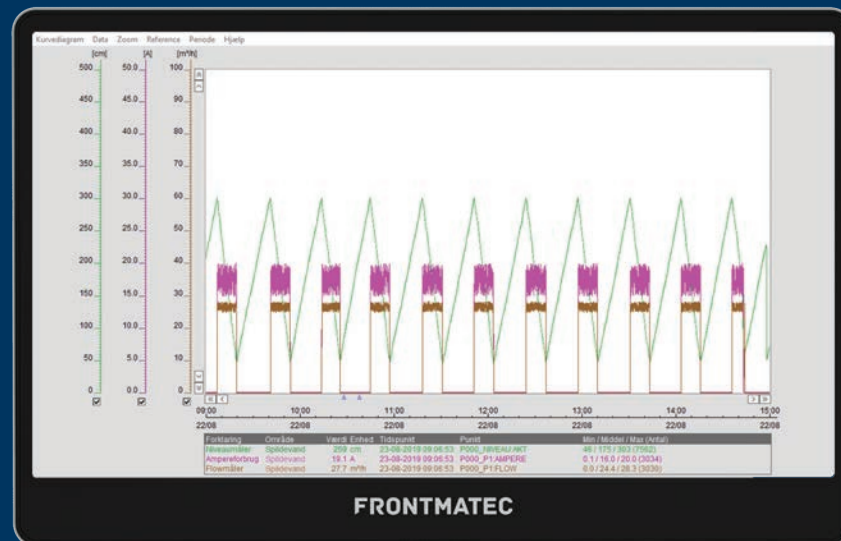 Kurvediagram Data Zoom Reference Periode Hjælp
[cm] [A] [m³/h]
500 50.0 100
450 45.0 90
400 40.0 80
350 35.0 70
300 30.0 60
250 25.0 50
200 20.0 40
150 15.0 30
100 10.0 20
50 5.0 10
0 0.0 0
09:00 10:00 11:00 12:00 13:00 14:00 15:00
22/08 22/08 22/08 22/08 22/08 22/08 22/08
Forklaring Område Værdi Enhed Tidspunkt Punkt Min / Middel / Max (Antal)
Niveaumåler Spildevand 259 cm 23-08-2019 09:06:53 P000_NIVEAU:AKT 46 / 175 / 303 (7582)
Ampereforbrug Spildevand 19.1 A 23-08-2019 09:06:53 P000_P1:AMPERE 0.1 / 16.0 / 20.0 (3034)
Flowmåler Spildevand 27.7 m³/h 23-08-2019 09:06:53 P000_P1:FLOW 0.0 / 24.4 / 28.3 (3039)
FRONTMATEC